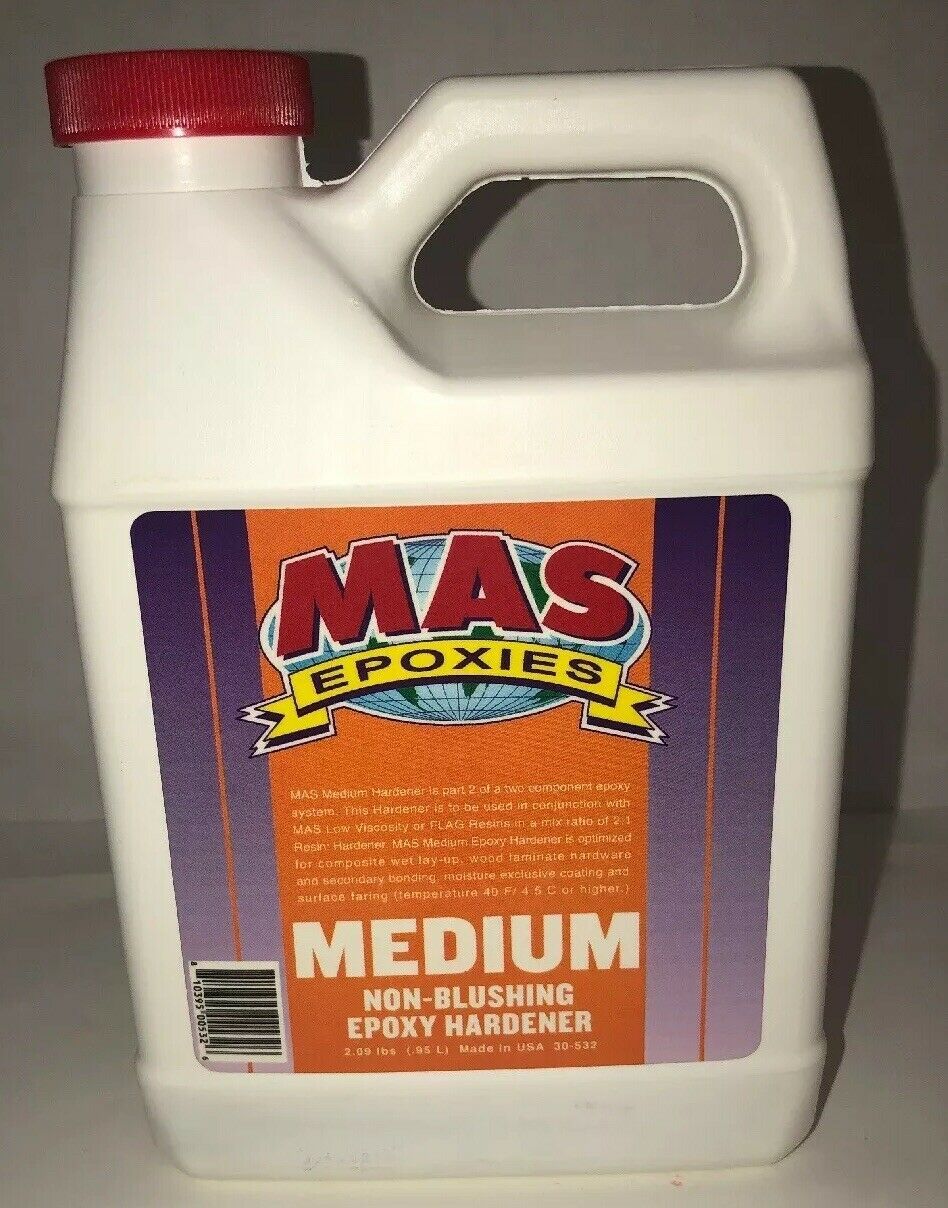 MAS
EPOXIES
MAS Medium Hardener is part 2 of a two component epoxy
system. This Hardener is to be used in conjunction with
MAS Low Viscosity or FLAG Resins in a mix ratio of 2:1
Resin: Hardener. MAS Medium Epoxy Hardener is optimized
for composite wet lay-up, wood laminate hardware
and secondary bonding, moisture exclusive coating and
surface faring (temperature 40 F/ 4.5 C or higher.)
MEDIUM
NON-BLUSHING
EPOXY HARDENER
2.09 lbs (.95 L) Made in USA 30-532
8 10395 00532 6